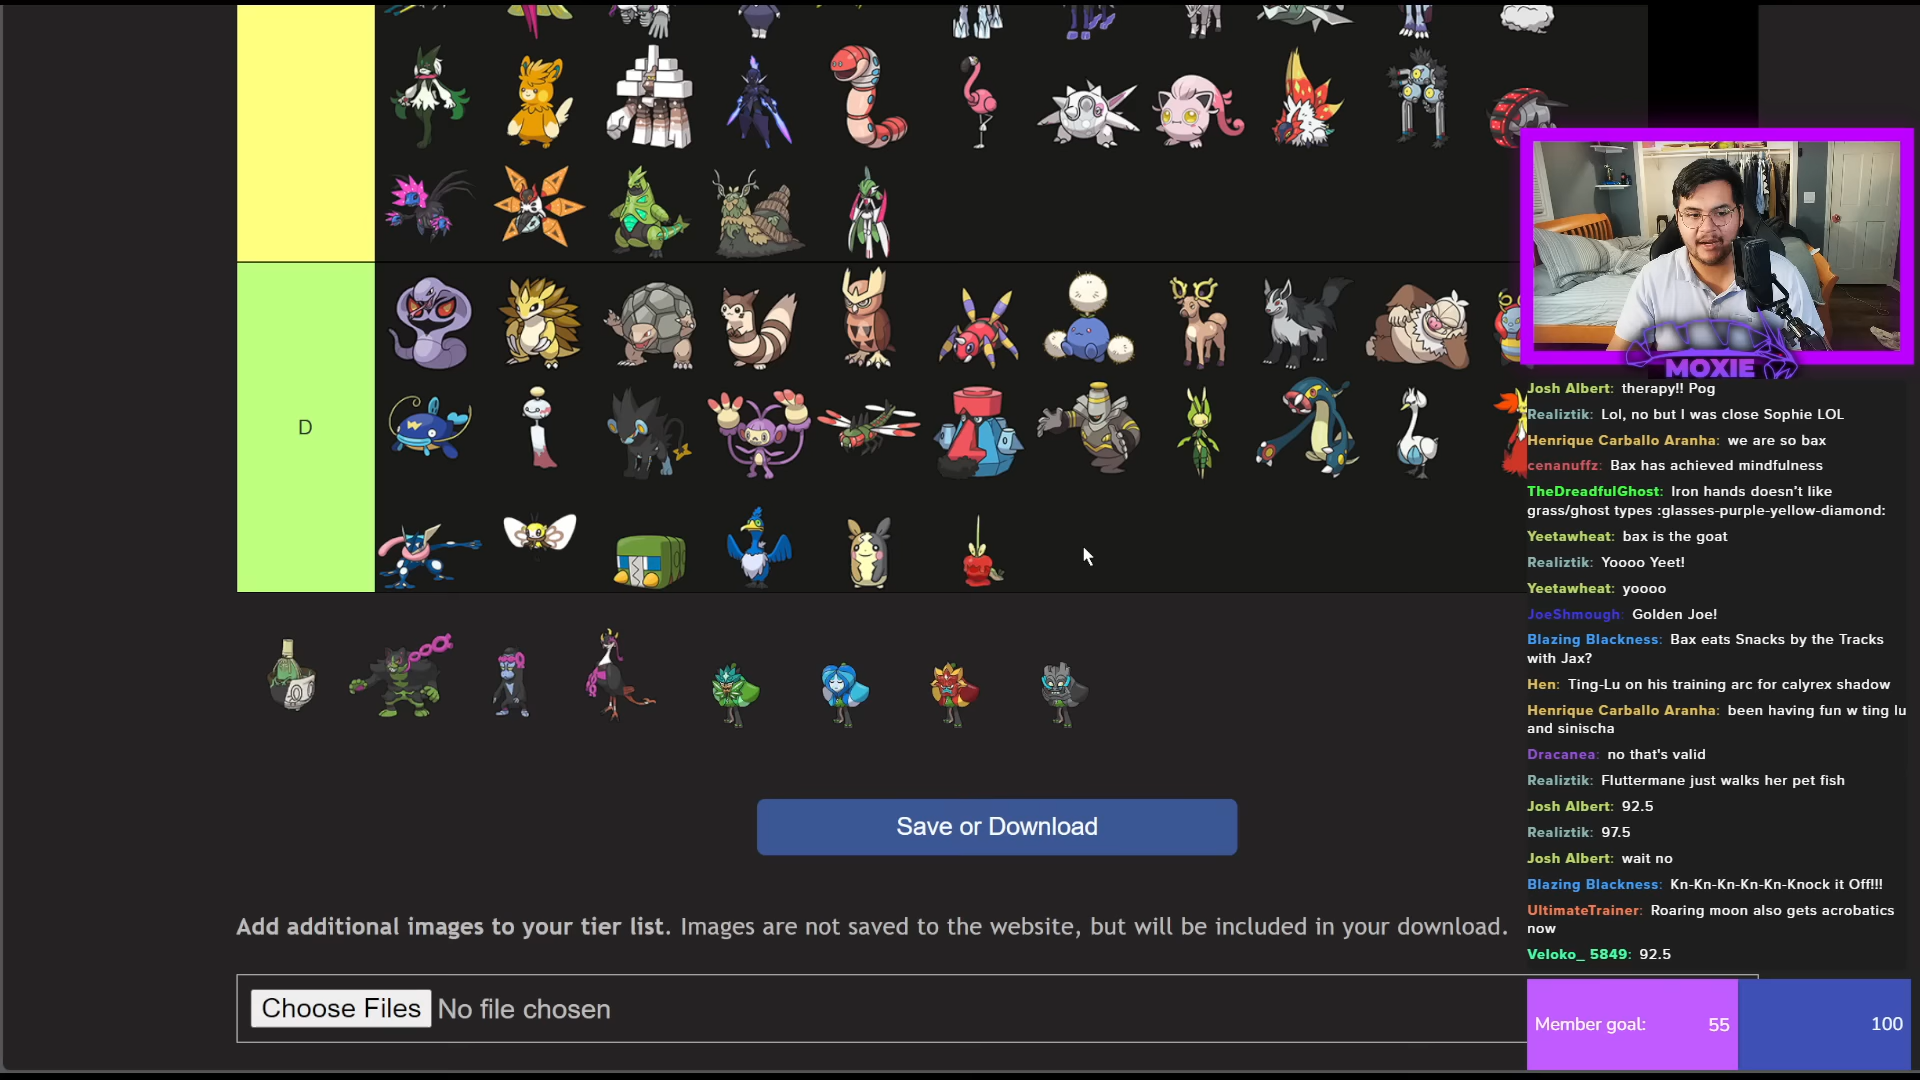 MOXIE
Josh Albert: therapy!! Pog
Realiztik: Lol, no but I was close Sophie LOL
D
Henrique Carballo Aranha: we are so bax
cenanuffz: Bax has achieved mindfulness
TheDreadfulGhost: Iron hands doesn't like
grass/ghost types :glasses-purple-yellow-diamond:
Yeetawheat: bax is the goat
Realiztik: Yoooo Yeet!
Yeetawheat: yoooo
JoeShmough: Golden Joe!
Blazing Blackness: Bax eats Snacks by the Tracks
with Jax?
Hen: Ting-Lu on his training arc for calyrex shadow
Henrique Carballo Aranha: been having fun w ting lu
and sinischa
Dracanea: no that's valid
Realiztik: Fluttermane just walks her pet fish
Josh Albert: 92.5
Realiztik: 97.5
Josh Albert: wait no
Blazing Blackness: Kn-Kn-Kn-Kn-Kn-Knock it Off!!!
UltimateTrainer: Roaring moon also gets acrobatics
now
Veloko_ 5849: 92.5
Save or Download
Add additional images to your tier list. Images are not saved to the website, but will be included in your download.
Choose Files No file chosen
Member goal: 55 100